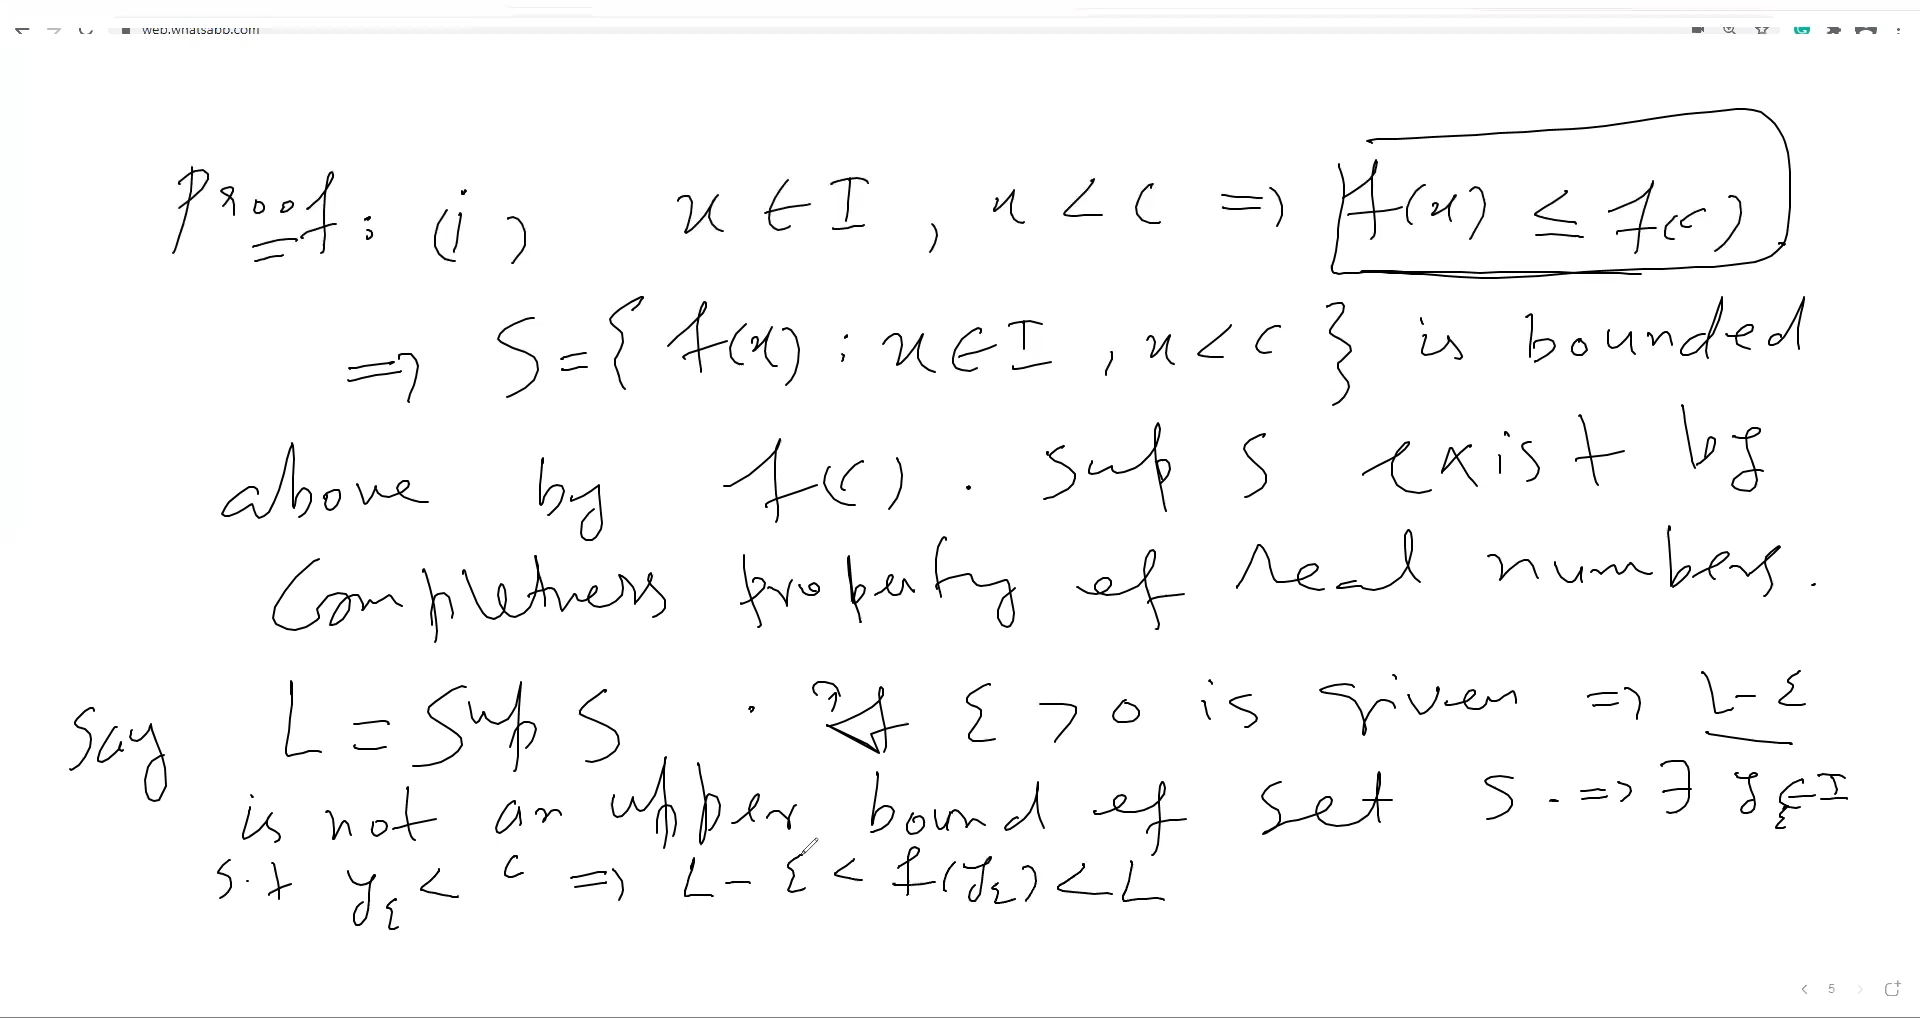 web.whatsapp.com
Proof: (i) x ∈ I, x < c => f(x) ≤ f(c)
=> S = { f(x) : x ∈ I, x < c } is bounded
above by f(c). Sup S exist by
Completness property of real numbers.
Say L = Sup S. If ε > 0 is given => L - ε
is not an upper bound of set S. => ∃ y_ε ∈ I
s.t y_ε < c => L - ε < f(y_ε) < L
5